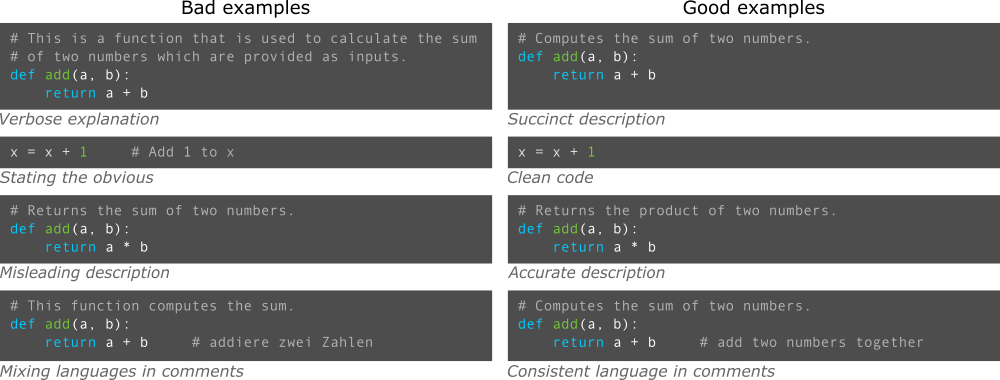 Bad examples
# This is a function that is used to calculate the sum
# of two numbers which are provided as inputs.
def add(a, b):
    return a + b
Verbose explanation
x = x + 1     # Add 1 to x
Stating the obvious
# Returns the sum of two numbers.
def add(a, b):
    return a * b
Misleading description
# This function computes the sum.
def add(a, b):
    return a + b     # addiere zwei Zahlen
Mixing languages in comments
Good examples
# Computes the sum of two numbers.
def add(a, b):
    return a + b
Succinct description
x = x + 1
Clean code
# Returns the product of two numbers.
def add(a, b):
    return a * b
Accurate description
# Computes the sum of two numbers.
def add(a, b):
    return a + b     # add two numbers together
Consistent language in comments